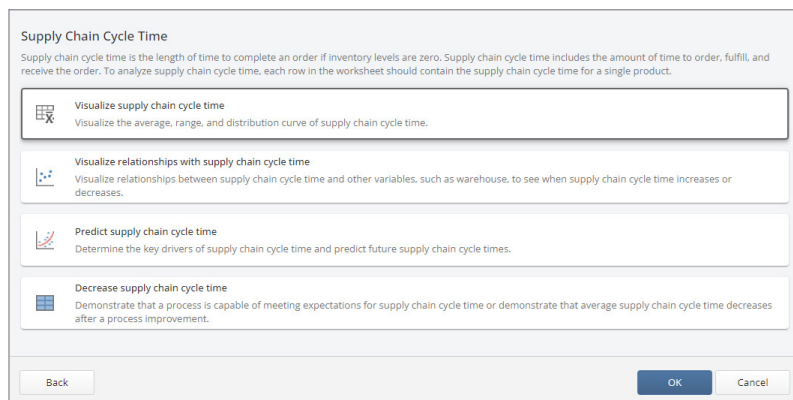 Supply Chain Cycle Time
Supply chain cycle time is the length of time to complete an order if inventory levels are zero. Supply chain cycle time includes the amount of time to order, fulfill, and
receive the order. To analyze supply chain cycle time, each row in the worksheet should contain the supply chain cycle time for a single product.
Visualize supply chain cycle time
Visualize the average, range, and distribution curve of supply chain cycle time.
Visualize relationships with supply chain cycle time
Visualize relationships between supply chain cycle time and other variables, such as warehouse, to see when supply chain cycle time increases or
decreases.
Predict supply chain cycle time
Determine the key drivers of supply chain cycle time and predict future supply chain cycle times.
Decrease supply chain cycle time
Demonstrate that a process is capable of meeting expectations for supply chain cycle time or demonstrate that average supply chain cycle time decreases
after a process improvement.
Back OK Cancel